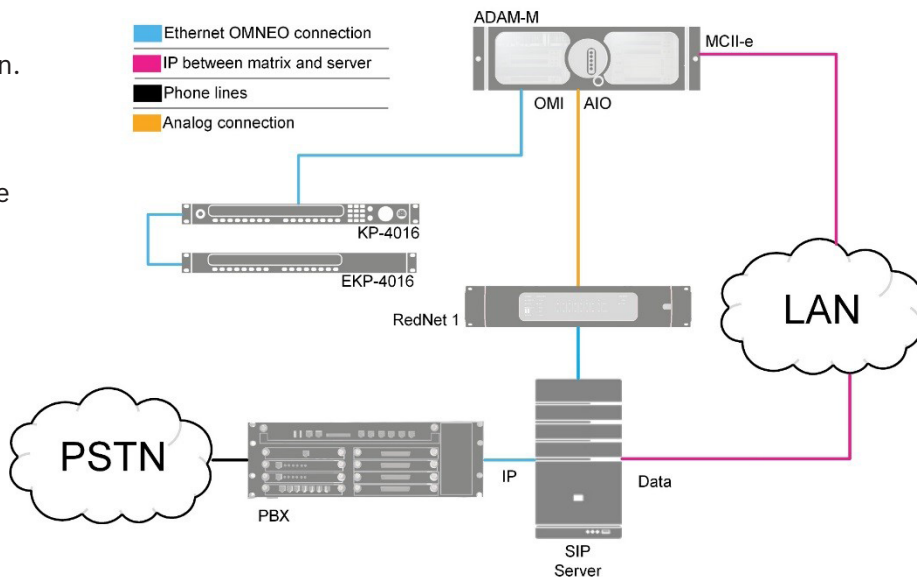 ADAM-M
Ethernet OMNEO connection
MCII-e
n.
IP between matrix and server
Phone lines
OMI
AIO
Analog connection
e
KP-4016
EKP-4016
RedNet 1
LAN
PSTN
IP
Data
PBX
SIP
Server